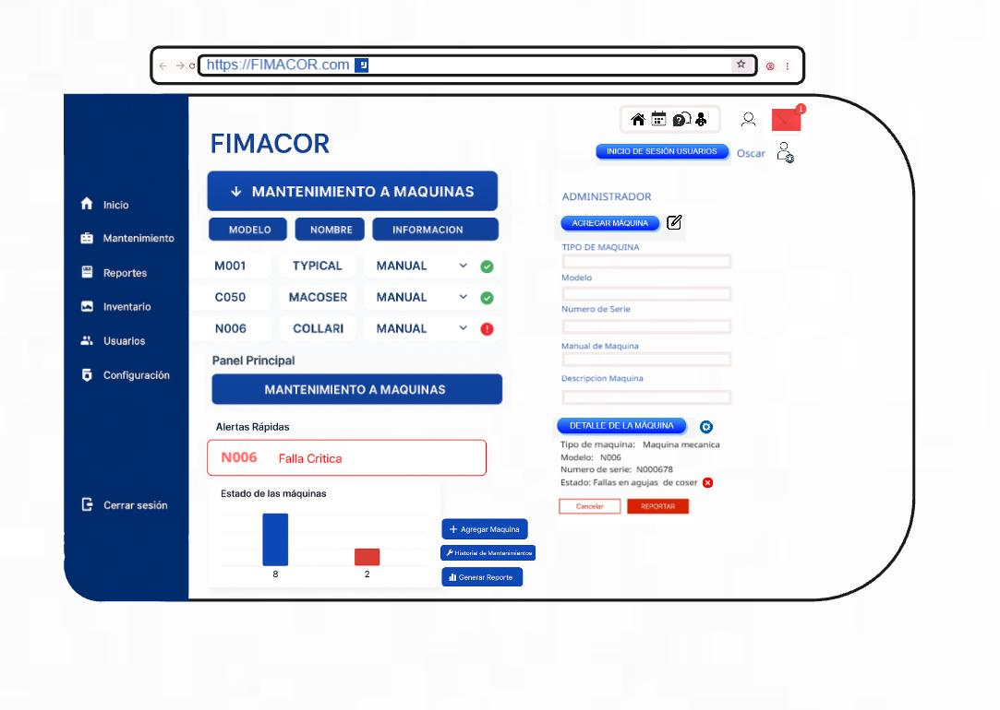 https://FIMACOR.com
1
FIMACOR
INICIO DE SESIÓN USUARIOS
Oscar
Inicio
Mantenimiento
Reportes
Inventario
Usuarios
Configuración
Cerrar sesión
MANTENIMIENTO A MAQUINAS
MODELO NOMBRE INFORMACION
M001 TYPICAL MANUAL
C050 MACOSER MANUAL
N006 COLLARI MANUAL
Panel Principal
MANTENIMIENTO A MAQUINAS
Alertas Rápidas
N006 Falla Critica
Estado de las máquinas
8 2
+ Agregar Maquina
Historial de Mantenimientos
Generar Reporte
ADMINISTRADOR
AGREGAR MÁQUINA
TIPO DE MAQUINA
Modelo
Numero de Serie
Manual de Maquina
Descripcion Maquina
DETALLE DE LA MÁQUINA
Tipo de maquina: Maquina mecanica
Modelo: N006
Numero de serie: N000678
Estado: Fallas en agujas de coser
Cancelar REPORTAR